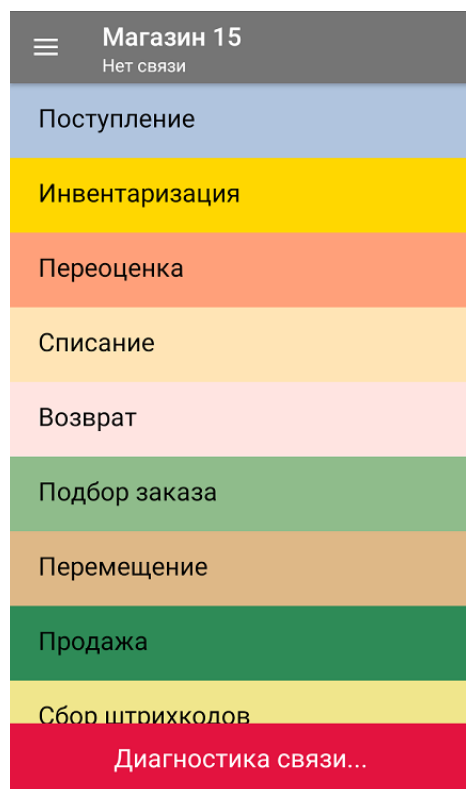 Магазин 15
Нет связи
Поступление
Инвентаризация
Переоценка
Списание
Возврат
Подбор заказа
Перемещение
Продажа
Сбор штрихкодов
Диагностика связи...